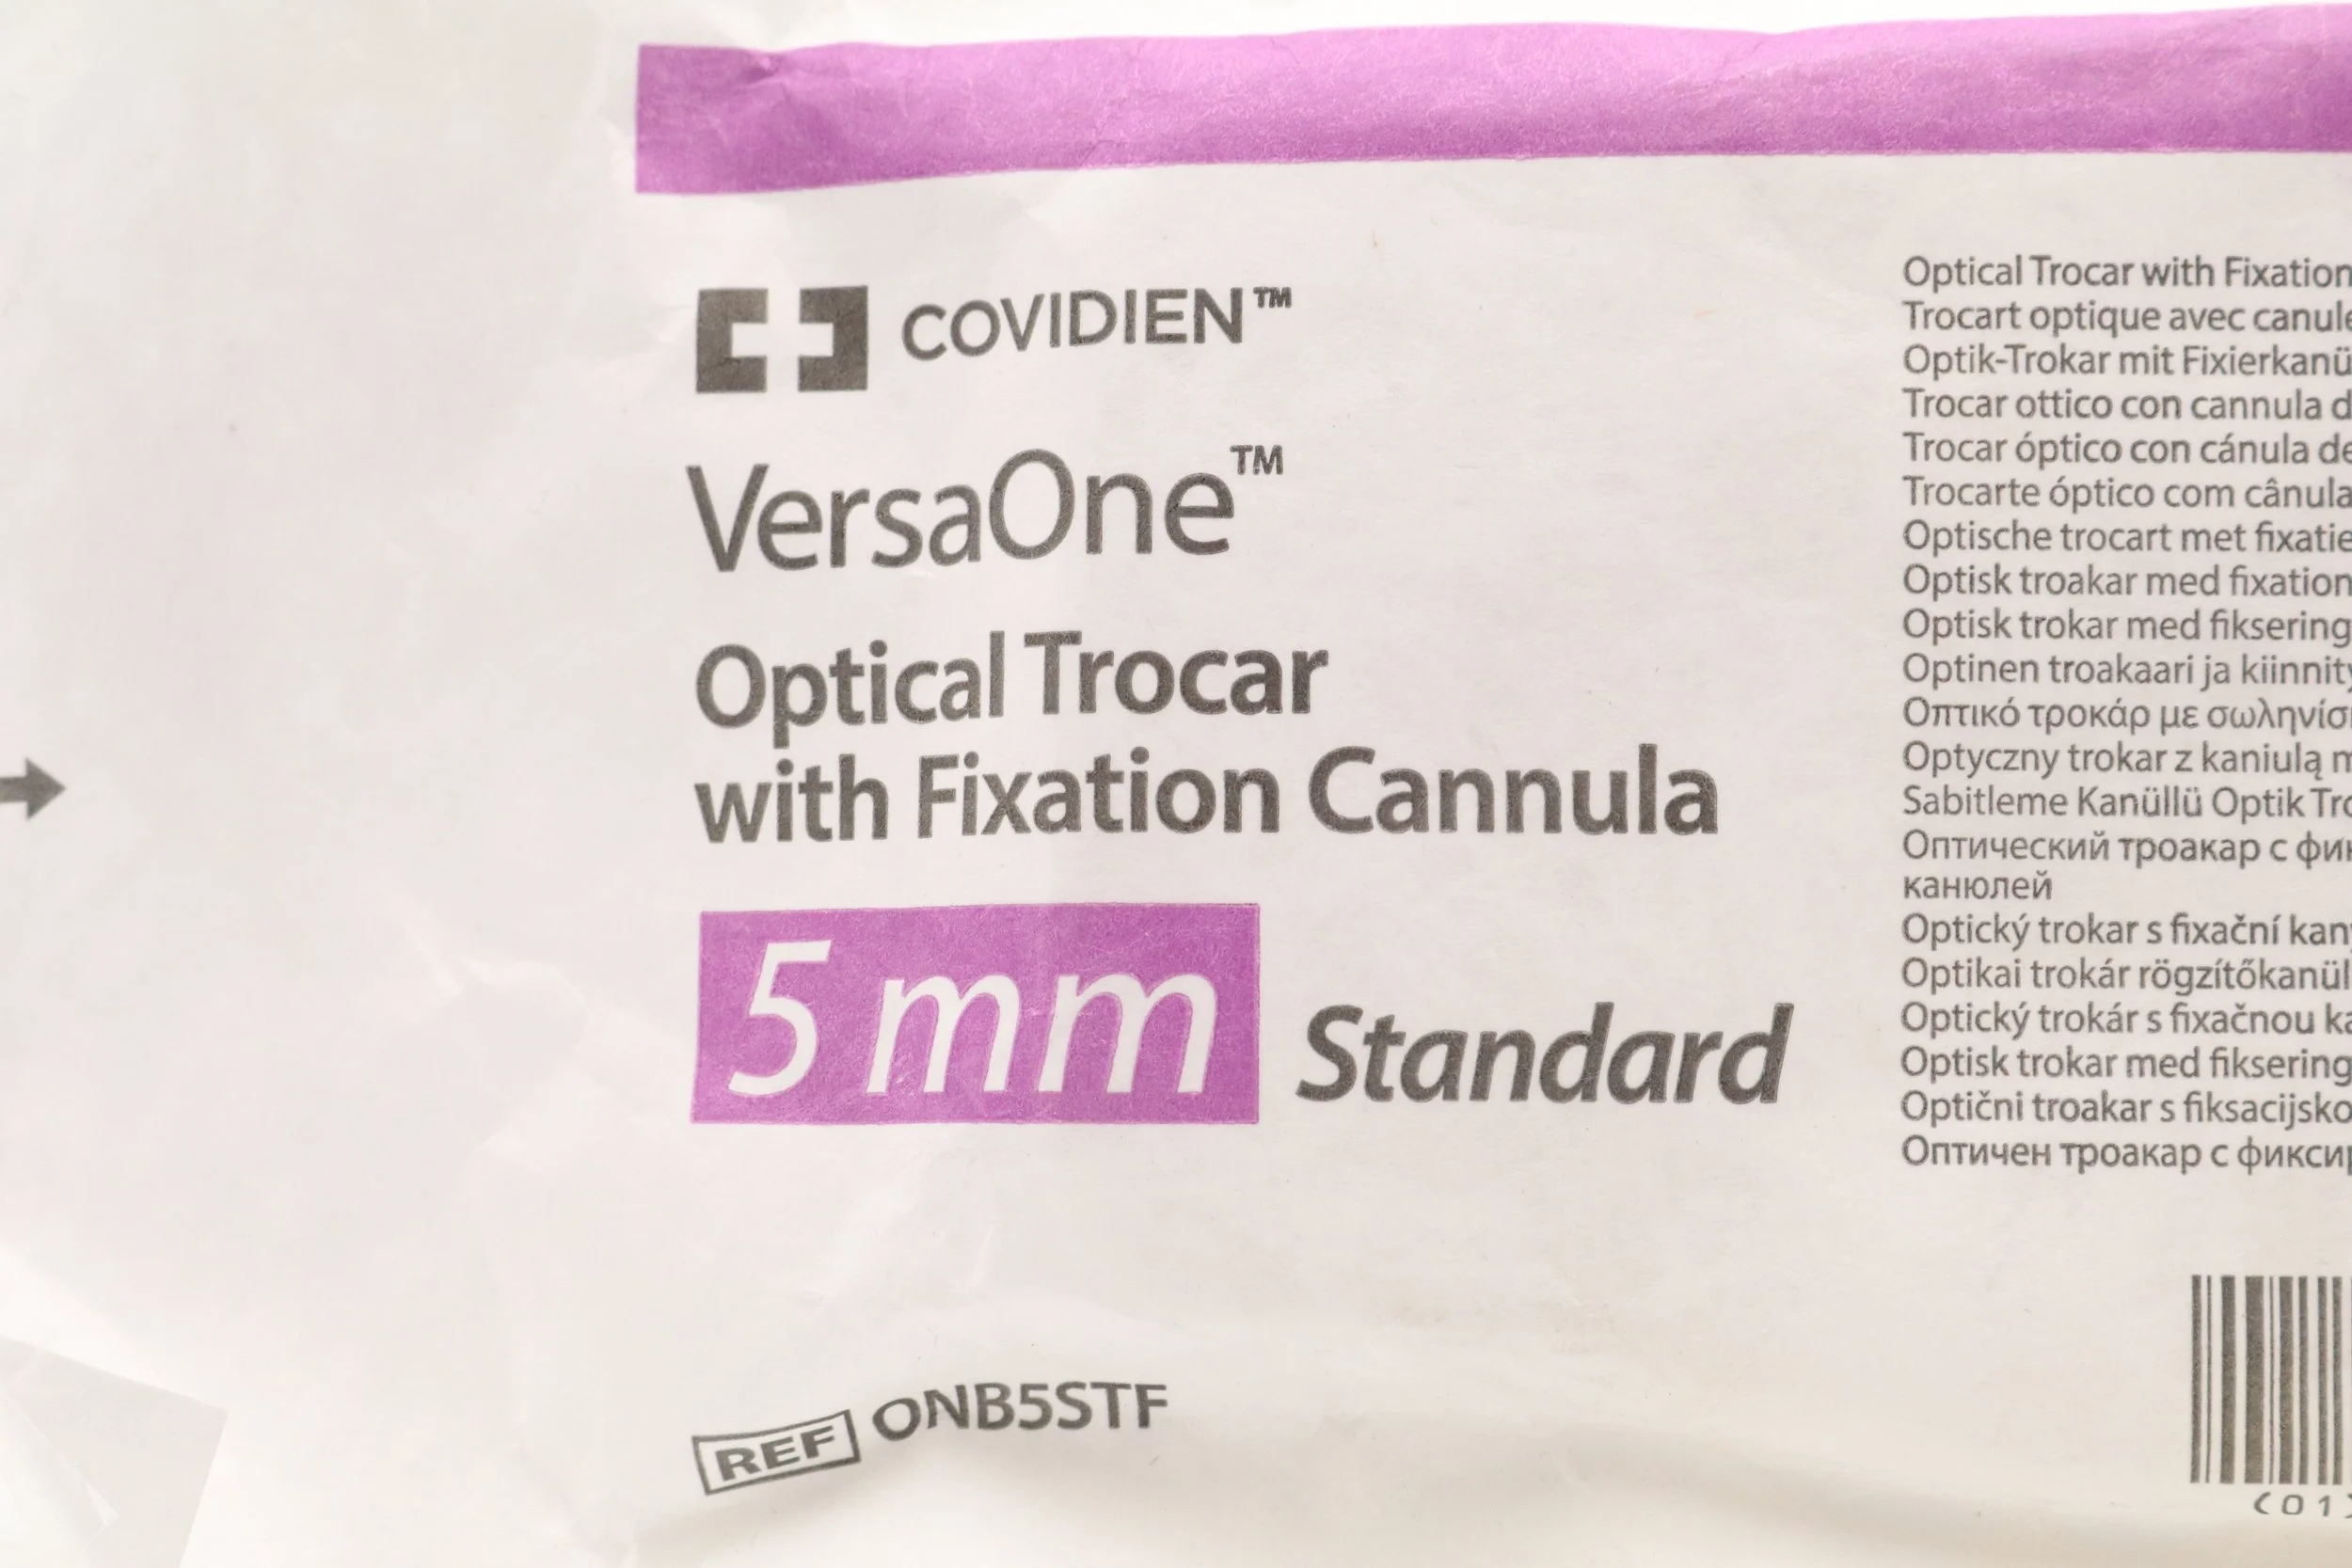 COVIDIEN™
VersaOne™
Optical Trocar
with Fixation Cannula
5 mm Standard
REF ONB5STF
Optical Trocar with Fixation
Trocart optique avec
Optik-Trokar mit
Trocar ottico con cannula
Trocar óptico con cánula
Trocarte óptico com cânula
Optische trocart met
Optisk troakar med
Optisk trokar med
Optinen troakaari ja
Οπτικό τροκάρ με
Optyczny trokar z kaniulą
Sabitleme Kanüllü Optik
Оптический троакар с
канюлей
Optický trokar s fixační
Optikai trokár
Optický trokár s fixačnou
Optisk trokar med
Optični troakar s
Оптичен троакар с
(01)